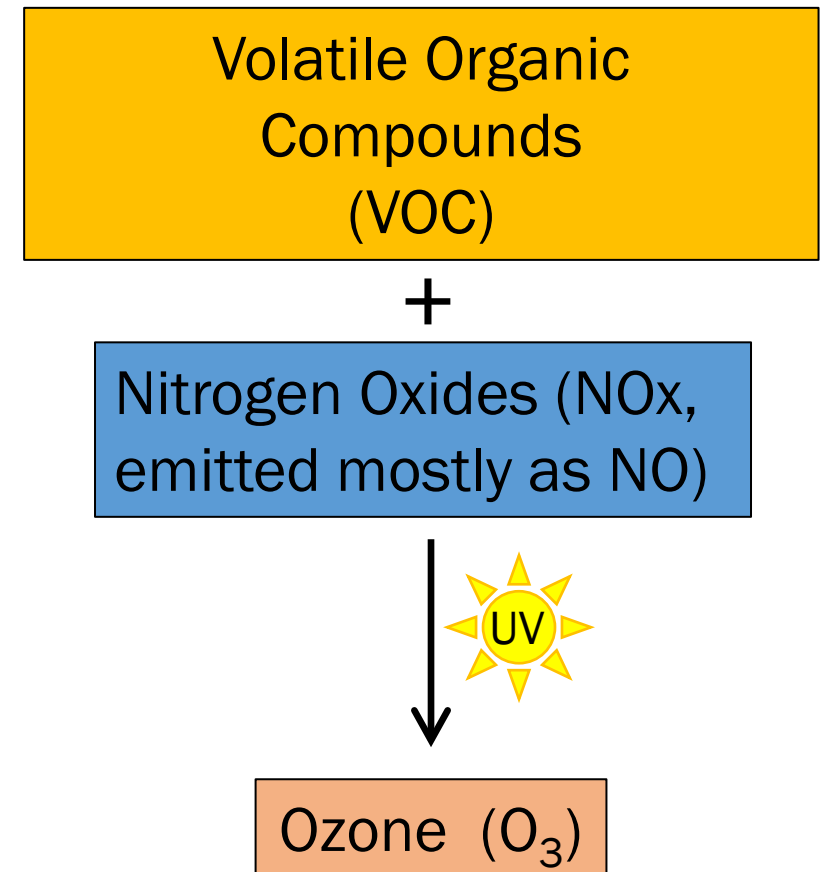 Volatile Organic
Compounds
(VOC)
+
Nitrogen Oxides (NOx,
emitted mostly as NO)
UV
Ozone (O₃)